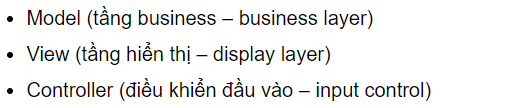 • Model (tầng business – business layer)
• View (tầng hiển thị – display layer)
• Controller (điều khiển đầu vào – input control)